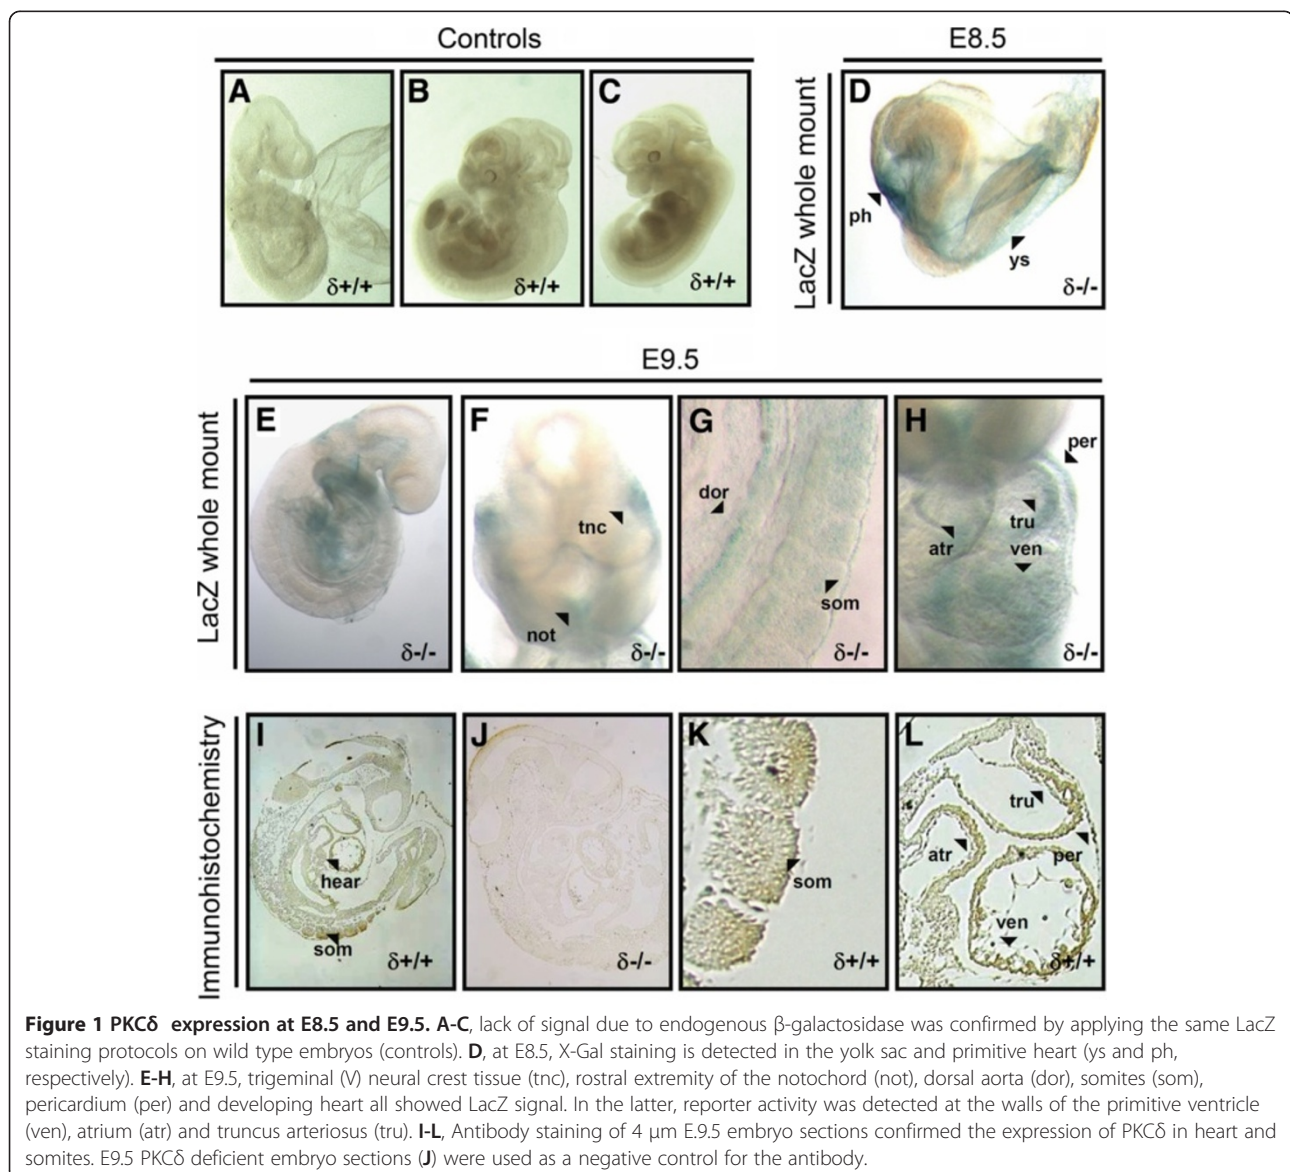 Controls
E8.5
LacZ whole mount
A
δ+/+
B
δ+/+
C
δ+/+
D
ph
ys
δ-/-
E9.5
LacZ whole mount
E
δ-/-
F
tnc
not
δ-/-
G
dor
som
δ-/-
H
per
tru
atr
ven
δ-/-
Immunohistochemistry
I
hear
som
δ+/+
J
δ-/-
K
som
δ+/+
L
tru
atr
per
ven
δ+/+
Figure 1 PKCδ expression at E8.5 and E9.5. A-C, lack of signal due to endogenous β-galactosidase was confirmed by applying the same LacZ
staining protocols on wild type embryos (controls). D, at E8.5, X-Gal staining is detected in the yolk sac and primitive heart (ys and ph,
respectively). E-H, at E9.5, trigeminal (V) neural crest tissue (tnc), rostral extremity of the notochord (not), dorsal aorta (dor), somites (som),
pericardium (per) and developing heart all showed LacZ signal. In the latter, reporter activity was detected at the walls of the primitive ventricle
(ven), atrium (atr) and truncus arteriosus (tru). I-L, Antibody staining of 4 μm E.9.5 embryo sections confirmed the expression of PKCδ in heart and
somites. E9.5 PKCδ deficient embryo sections (J) were used as a negative control for the antibody.